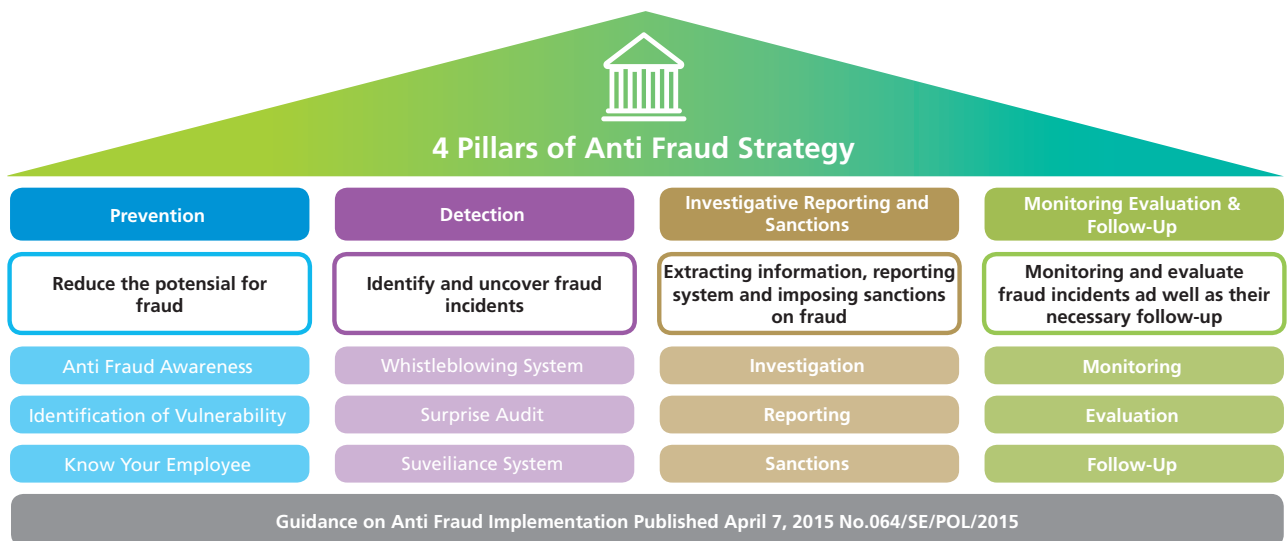 4 Pillars of Anti Fraud Strategy
Prevention
Reduce the potensial for
fraud
Anti Fraud Awareness
Identification of Vulnerability
Know Your Employee
Detection
Identify and uncover fraud
incidents
Whistleblowing System
Surprise Audit
Suveiliance System
Investigative Reporting and
Sanctions
Extracting information, reporting
system and imposing sanctions
on fraud
Investigation
Reporting
Sanctions
Monitoring Evaluation &
Follow-Up
Monitoring and evaluate
fraud incidents ad well as their
necessary follow-up
Monitoring
Evaluation
Follow-Up
Guidance on Anti Fraud Implementation Published April 7, 2015 No.064/SE/POL/2015